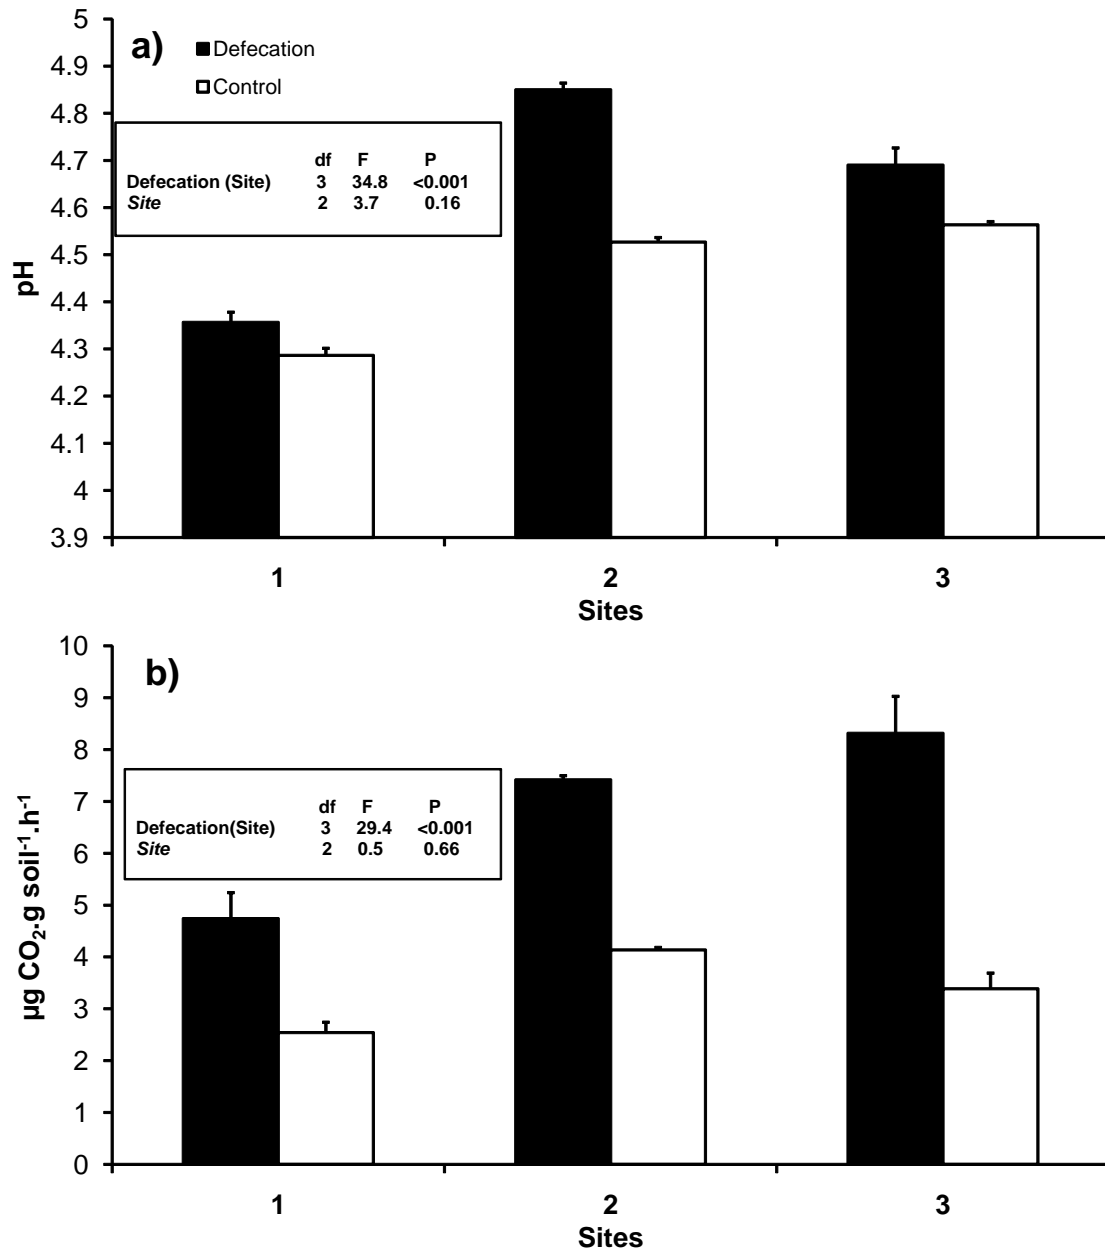 5
a)
Defecation
4.9
Control
4.8
df F P
4.7
Defecation (Site) 3 34.8 <0.001
Site 2 3.7 0.16
4.6
4.5
pH
4.4
4.3
4.2
4.1
4
3.9
1 2 3
Sites
10
b)
9
8
7
df F P
Defecation(Site) 3 29.4 <0.001
Site 2 0.5 0.66
6
5
µg CO₂.g soil⁻¹.h⁻¹
4
3
2
1
0
1 2 3
Sites